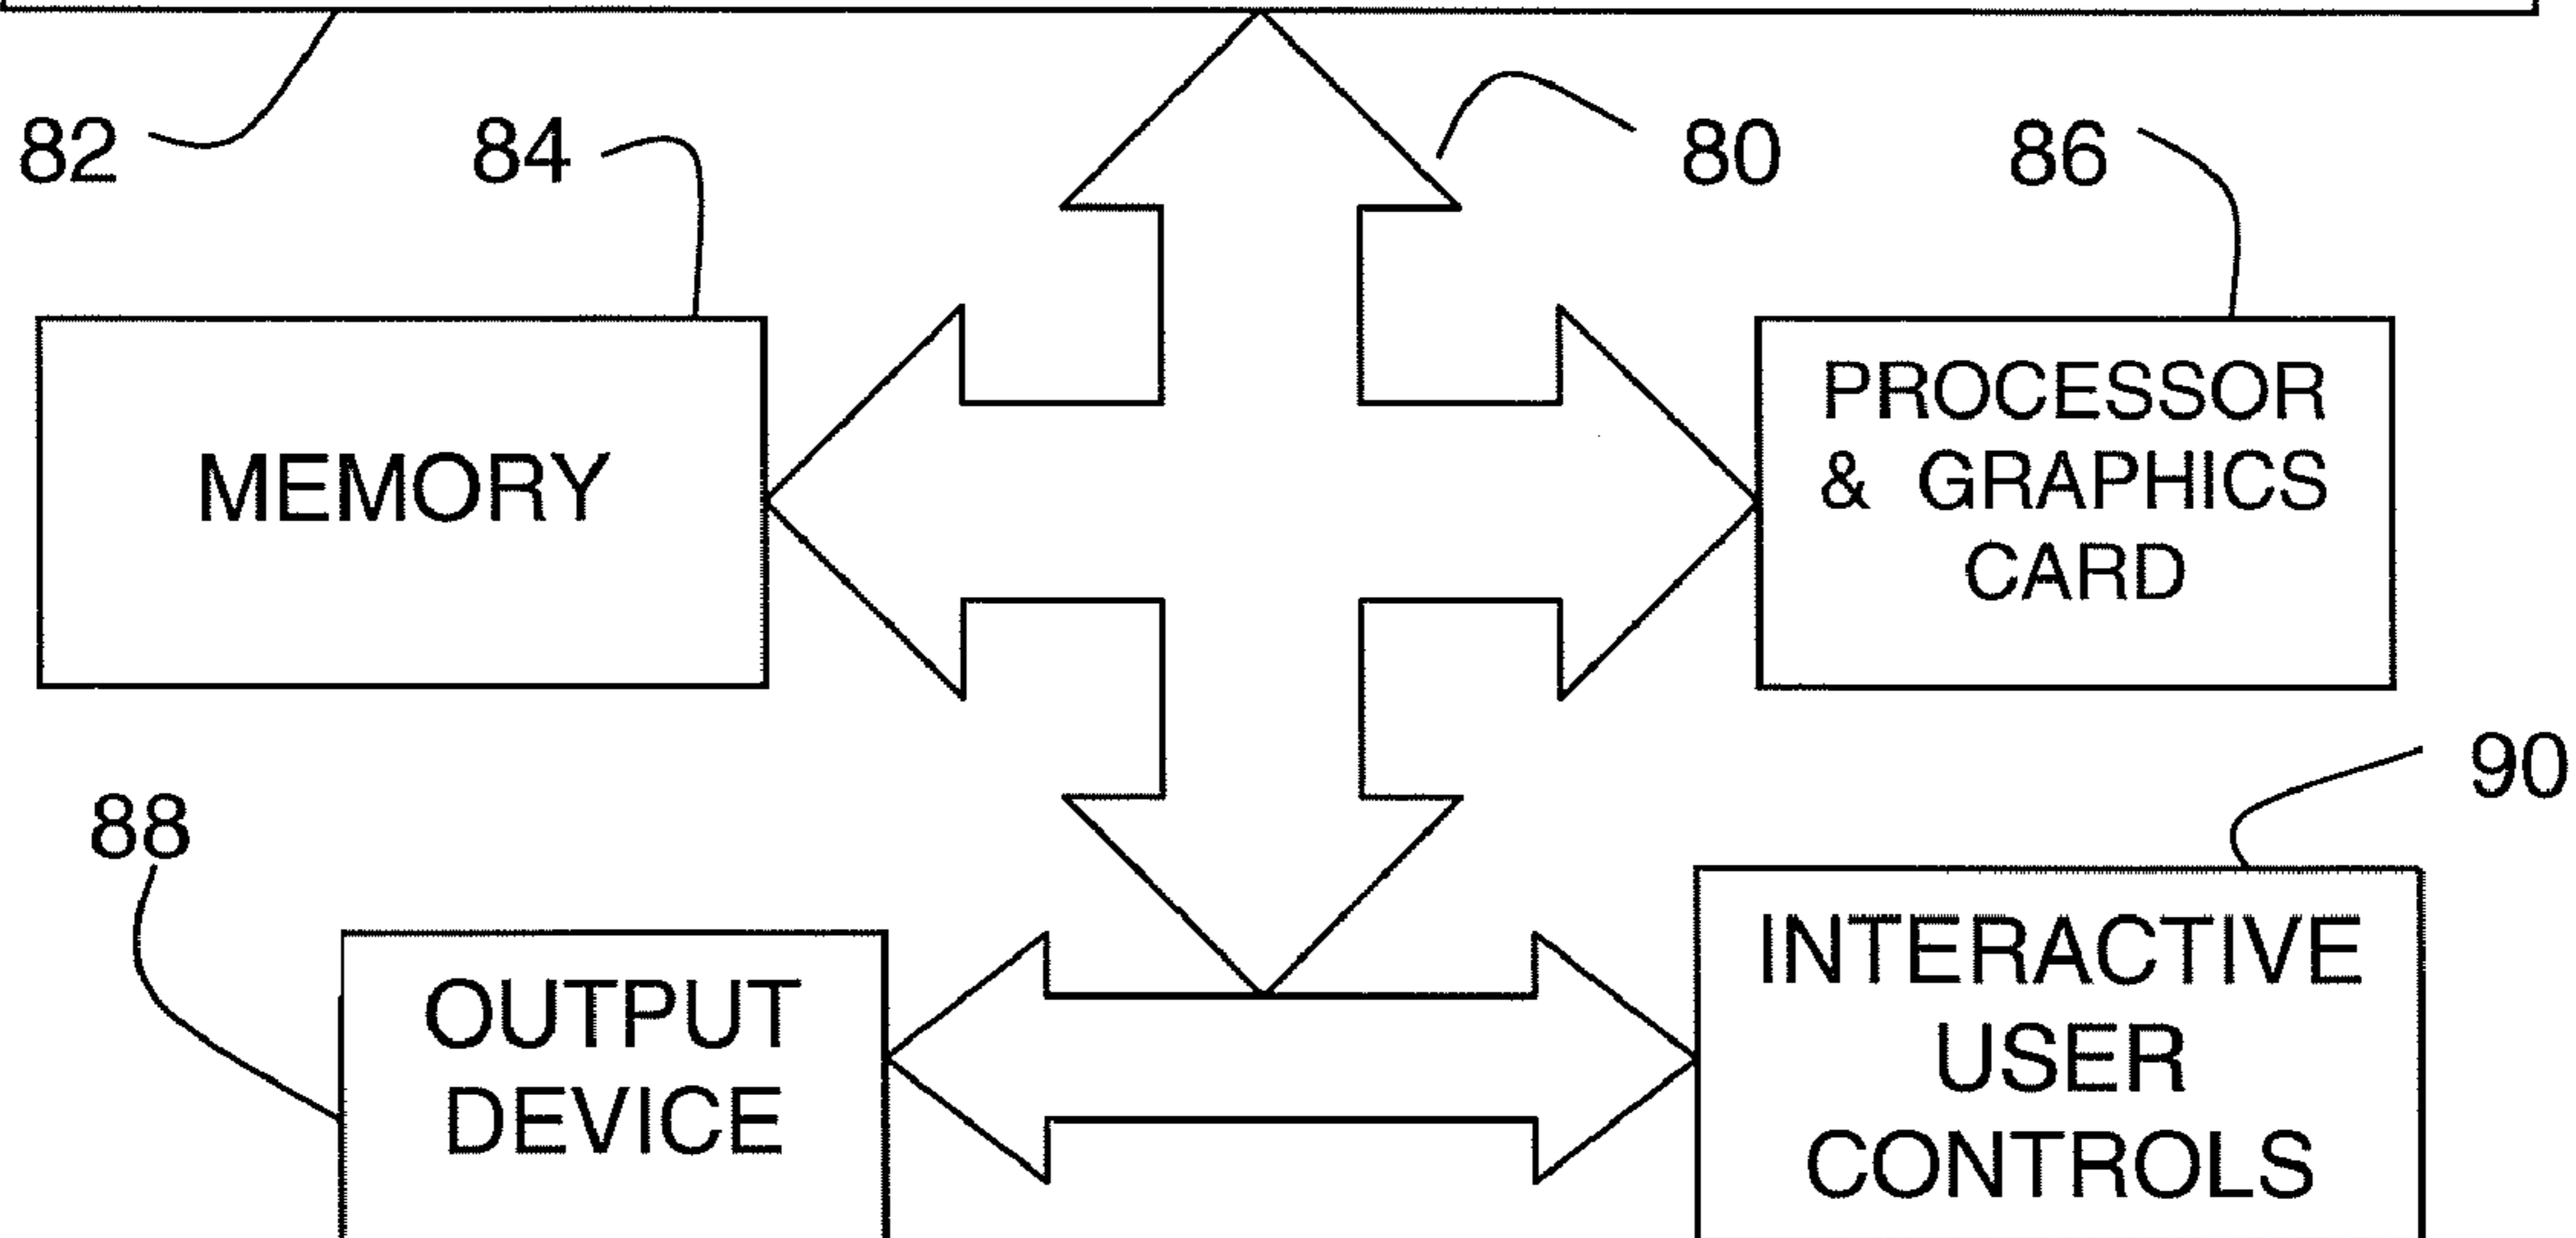 82
84
80
86
MEMORY
PROCESSOR
& GRAPHICS
CARD
88
90
OUTPUT
DEVICE
INTERACTIVE
USER
CONTROLS